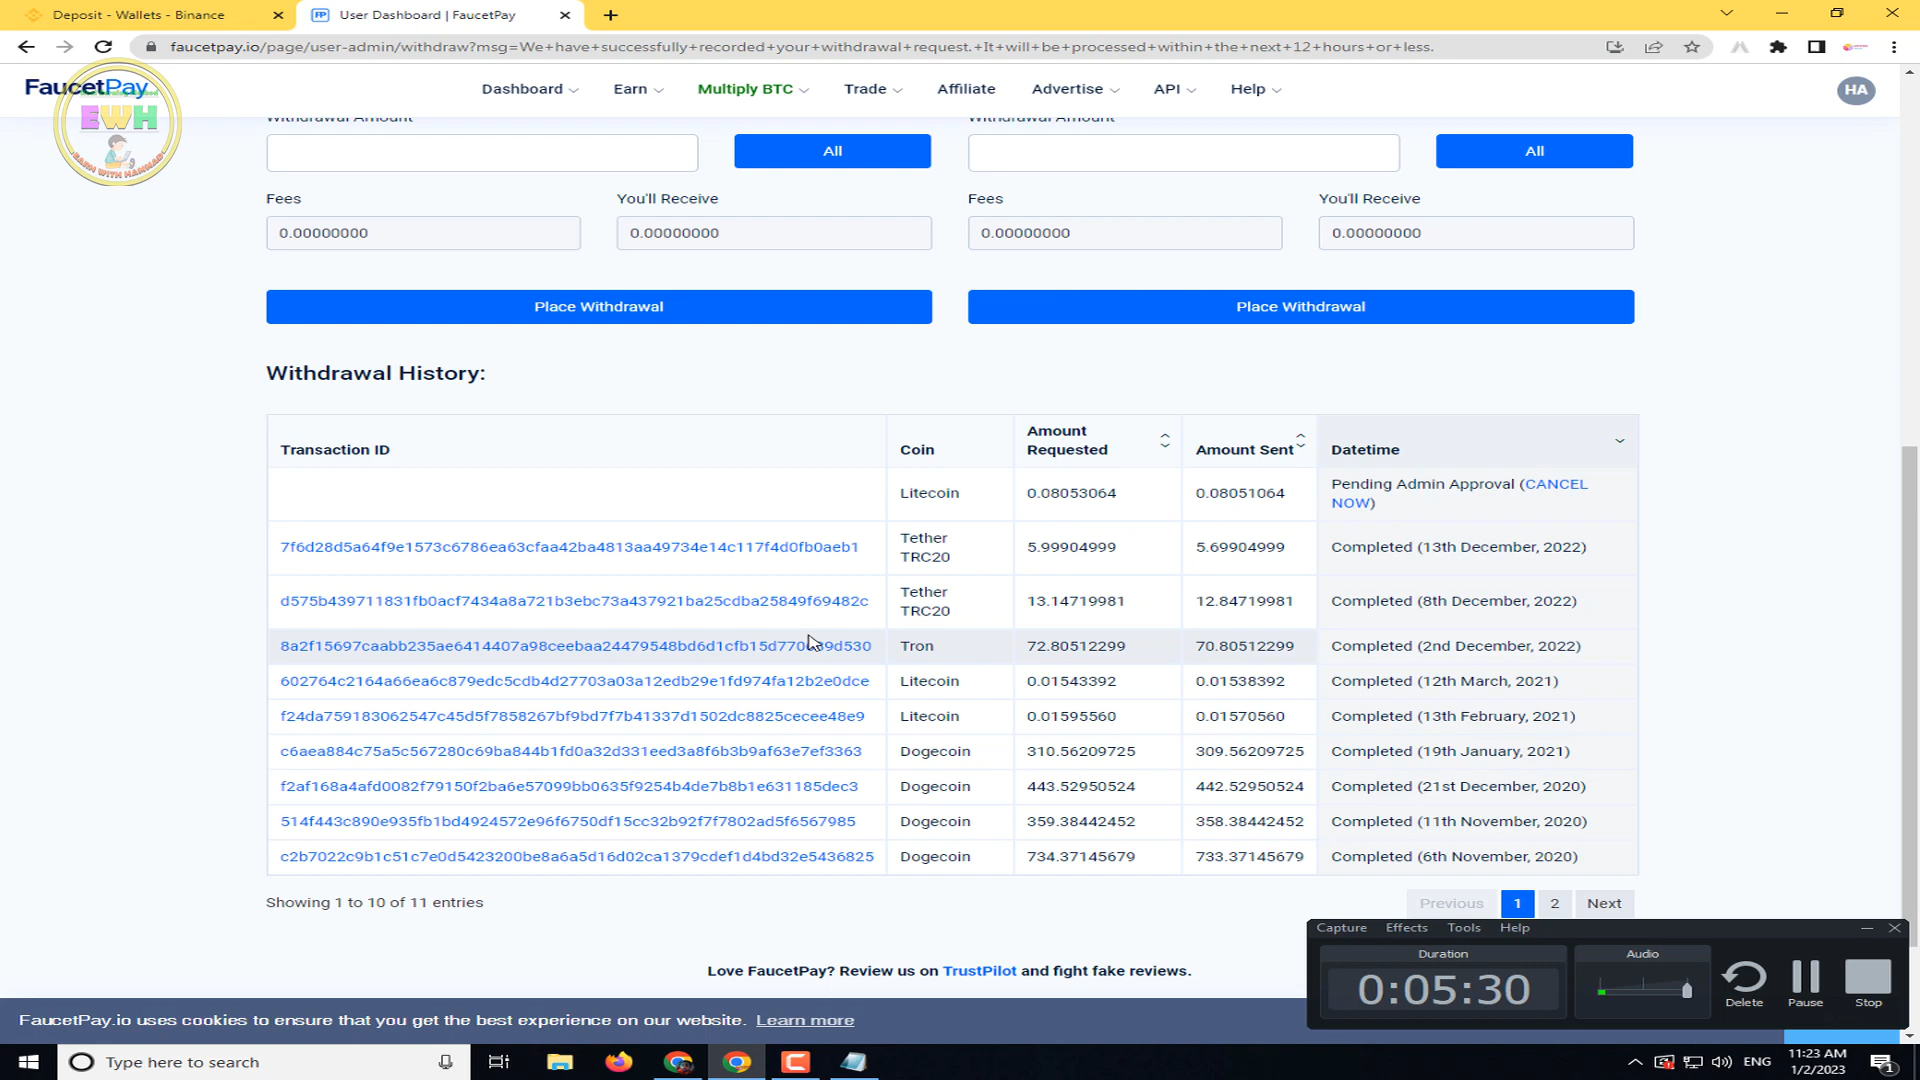 Deposit - Wallets - Binance
User Dashboard | FaucetPay
faucetpay.io/page/user-admin/withdraw?msg=We+have+successfully+recorded+your+withdrawal+request.+It+will+be+processed+within+the+next+12+hours+or+less.
FaucetPay
Dashboard Earn Multiply BTC Trade Affiliate Advertise API Help HA
EWH
EARN WITH HAMMAD
Withdrawal Amount Withdrawal Amount
All All
Fees You'll Receive Fees You'll Receive
0.00000000 0.00000000 0.00000000 0.00000000
Place Withdrawal Place Withdrawal
Withdrawal History:
Transaction ID Coin Amount Requested Amount Sent Datetime
Litecoin 0.08053064 0.08051064 Pending Admin Approval (CANCEL NOW)
7f6d28d5a64f9e1573c6786ea63cfaa42ba4813aa49734e14c117f4d0fb0aeb1 Tether TRC20 5.99904999 5.69904999 Completed (13th December, 2022)
d575b439711831fb0acf7434a8a721b3ebc73a437921ba25cdba25849f69482c Tether TRC20 13.14719981 12.84719981 Completed (8th December, 2022)
Tron 72.80512299 70.80512299 Completed (2nd December, 2022)
602764c2164a66ea6c879edc5cdb4d27703a03a12edb29e1fd974fa12b2e0dce Litecoin 0.01543392 0.01538392 Completed (12th March, 2021)
f24da759183062547c45d5f7858267bf9bd7f7b41337d1502dc8825cecee48e9 Litecoin 0.01595560 0.01570560 Completed (13th February, 2021)
c6aea884c75a5c567280c69ba844b1fd0a32d331eed3a8f6b3b9af63e7ef3363 Dogecoin 310.56209725 309.56209725 Completed (19th January, 2021)
f2af168a4afd0082f79150f2ba6e57099bb0635f9254b4de7b8b1e631185dec3 Dogecoin 443.52950524 442.52950524 Completed (21st December, 2020)
514f443c890e935fb1bd4924572e96f6750df15cc32b92f7f7802ad5f6567985 Dogecoin 359.38442452 358.38442452 Completed (11th November, 2020)
c2b7022c9b1c51c7e0d5423200be8a6a5d16d02ca1379cdef1d4bd32e5436825 Dogecoin 734.37145679 733.37145679 Completed (6th November, 2020)
Showing 1 to 10 of 11 entries Previous 1 2 Next
Love FaucetPay? Review us on TrustPilot and fight fake reviews.
FaucetPay.io uses cookies to ensure that you get the best experience on our website. Learn more
Capture Effects Tools Help
Duration Audio
0:05:30
Delete Pause Stop
Type here to search
ENG 11:23 AM
1/2/2023
1